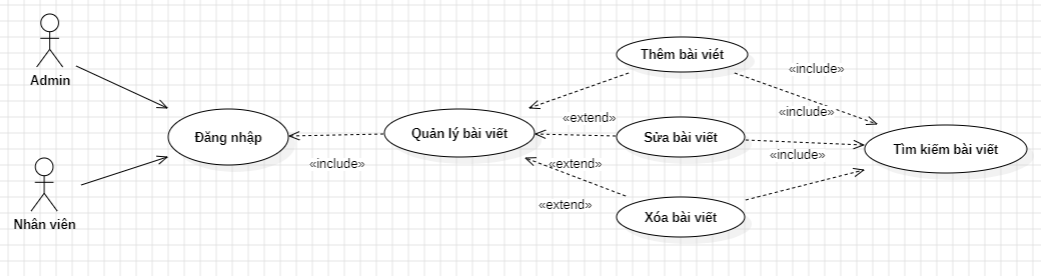 Admin
Nhân viên
Đăng nhập
«include»
Quản lý bài viết
«extend»
«extend»
«extend»
Thêm bài viét
Sửa bài viết
Xóa bài viết
«include»
«include»
«include»
Tìm kiếm bài viết